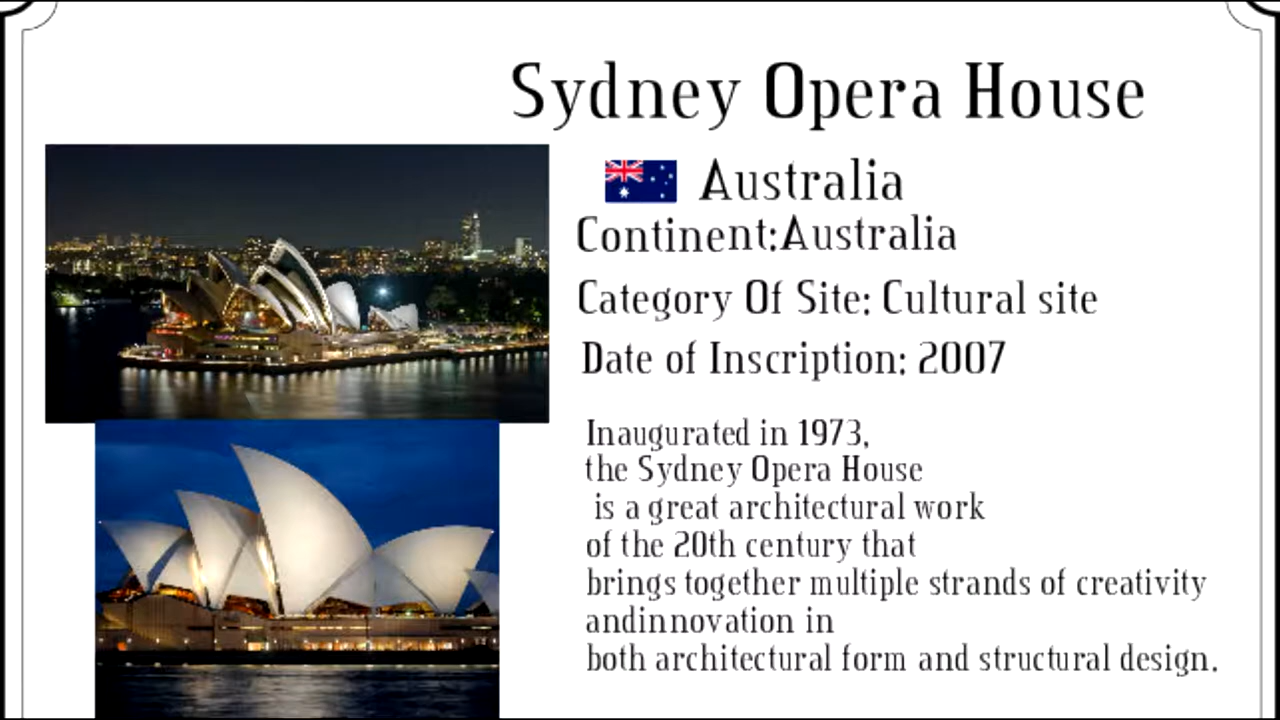 Sydney Opera House
Australia
Continent:Australia
Category Of Site: Cultural site
Date of Inscription: 2007
Inaugurated in 1973,
the Sydney Opera House
is a great architectural work
of the 20th century that
brings together multiple strands of creativity
andinnovation in
both architectural form and structural design.